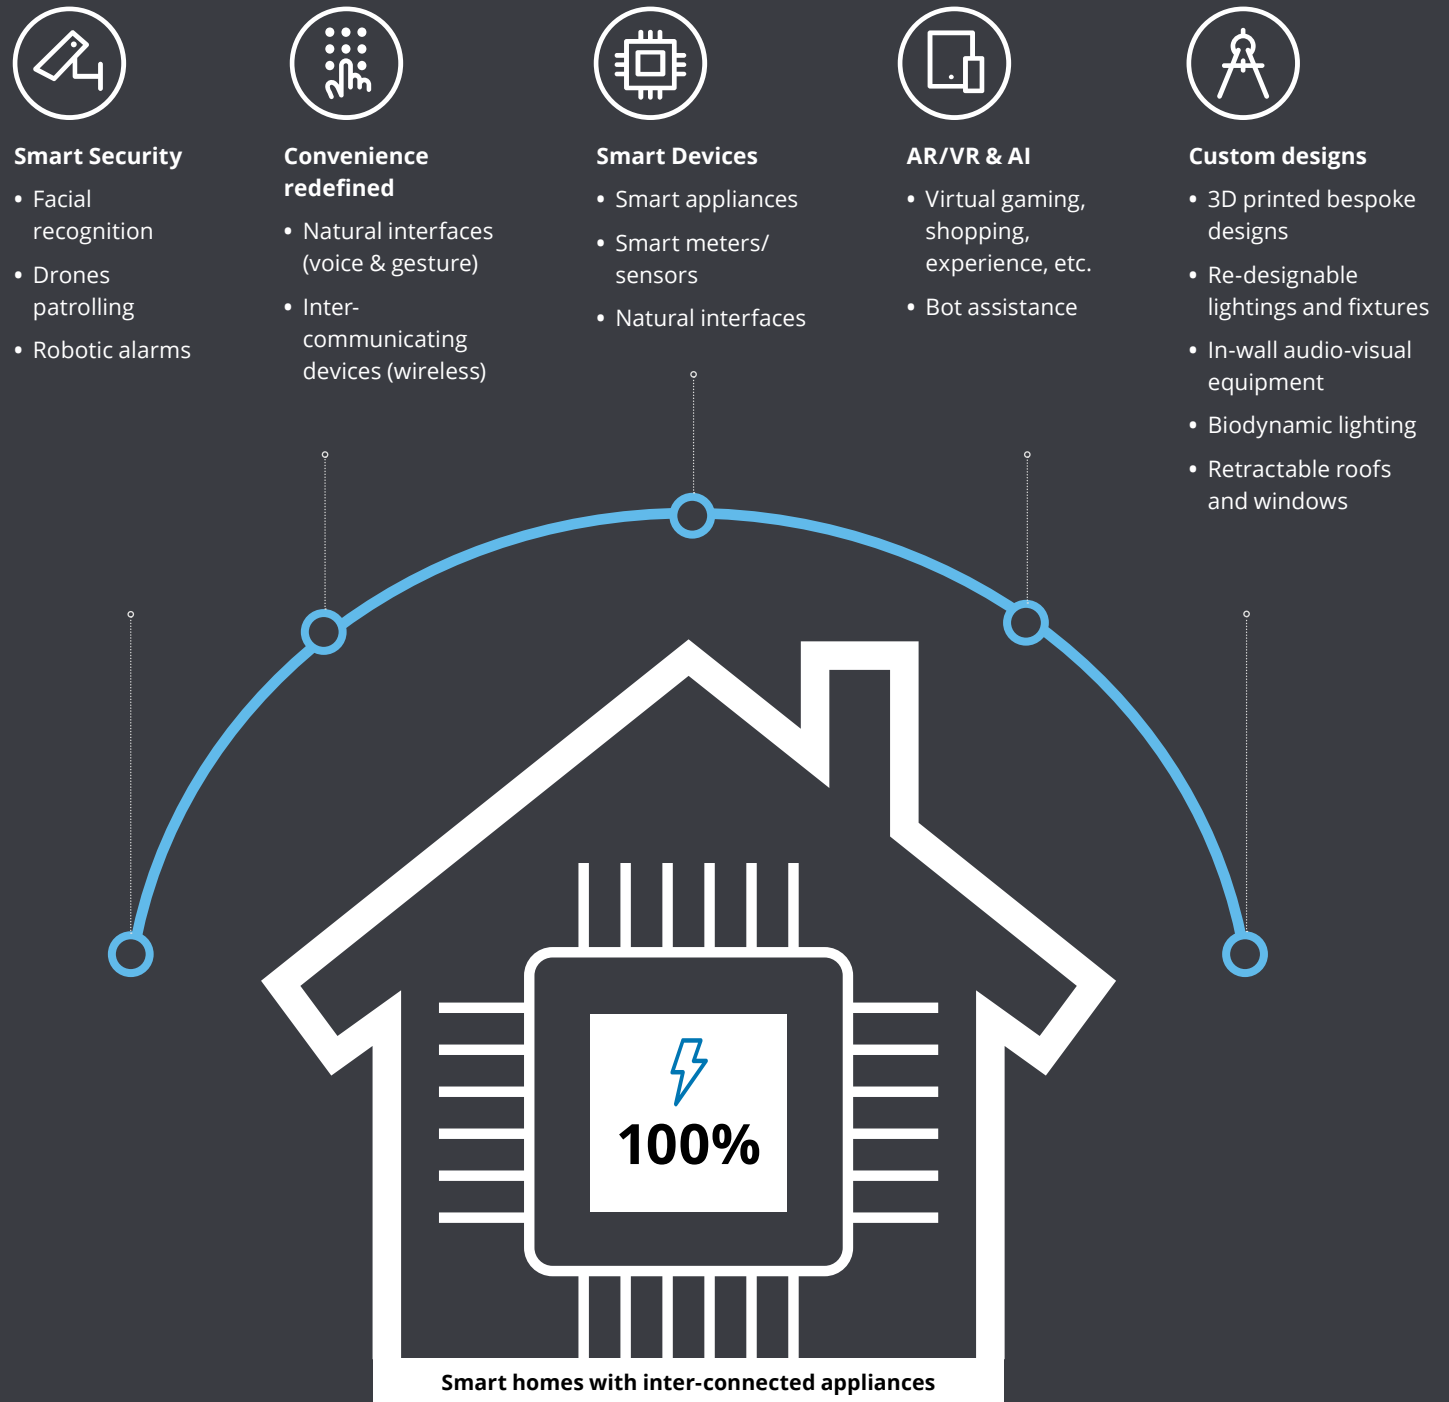 Smart Security
• Facial
recognition
• Drones
patrolling
• Robotic alarms
Convenience
redefined
• Natural interfaces
(voice & gesture)
• Inter-
communicating
devices (wireless)
Smart Devices
• Smart appliances
• Smart meters/
sensors
• Natural interfaces
AR/VR & AI
• Virtual gaming,
shopping,
experience, etc.
• Bot assistance
Custom designs
• 3D printed bespoke
designs
• Re-designable
lightings and fixtures
• In-wall audio-visual
equipment
• Biodynamic lighting
• Retractable roofs
and windows
100%
Smart homes with inter-connected appliances